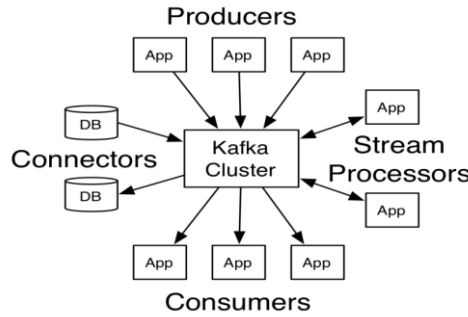 Producers
App
App
App
DB
Connectors
DB
Kafka
Cluster
App
Stream
Processors
App
App
App
App
Consumers